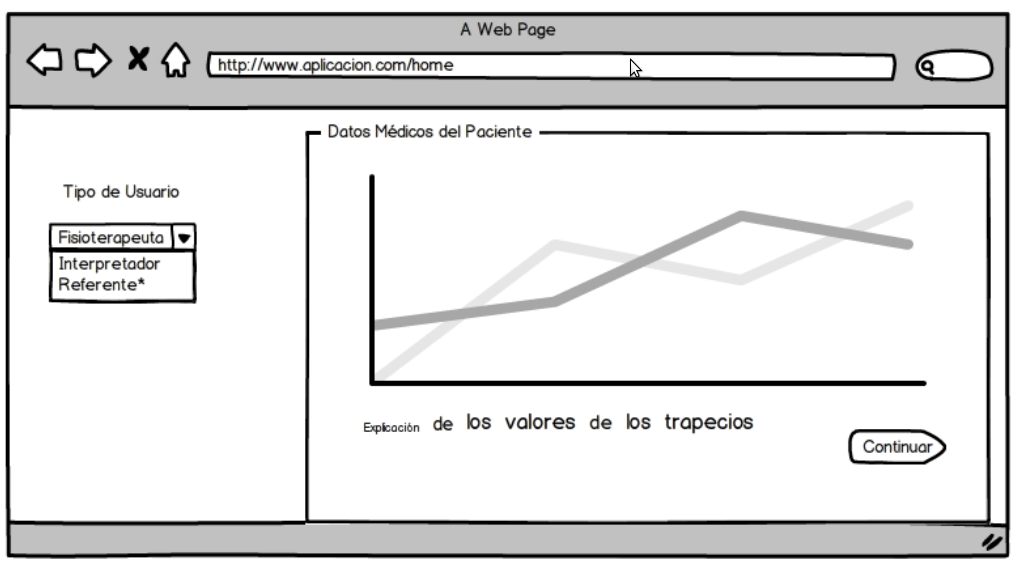 A Web Page
http://www.aplicacion.com/home
Datos Médicos del Paciente
Tipo de Usuario
Fisioterapeuta
Interpretador
Referente*
Explicación de los valores de los trapecios
Continuar